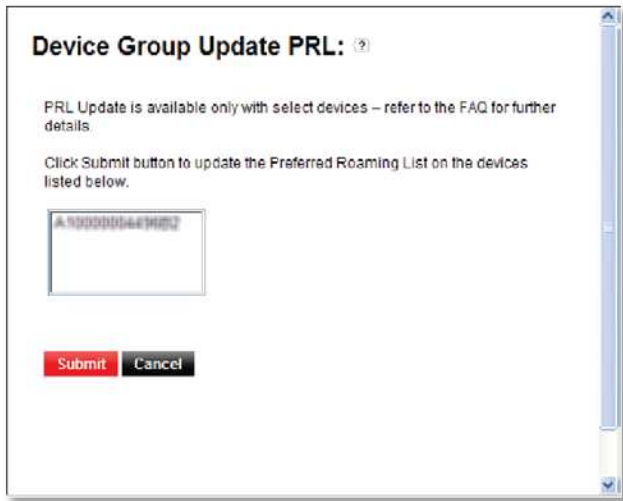 Device Group Update PRL: ?
PRL Update is available only with select devices – refer to the FAQ for further
details.
Click Submit button to update the Preferred Roaming List on the devices
listed below.
Submit Cancel